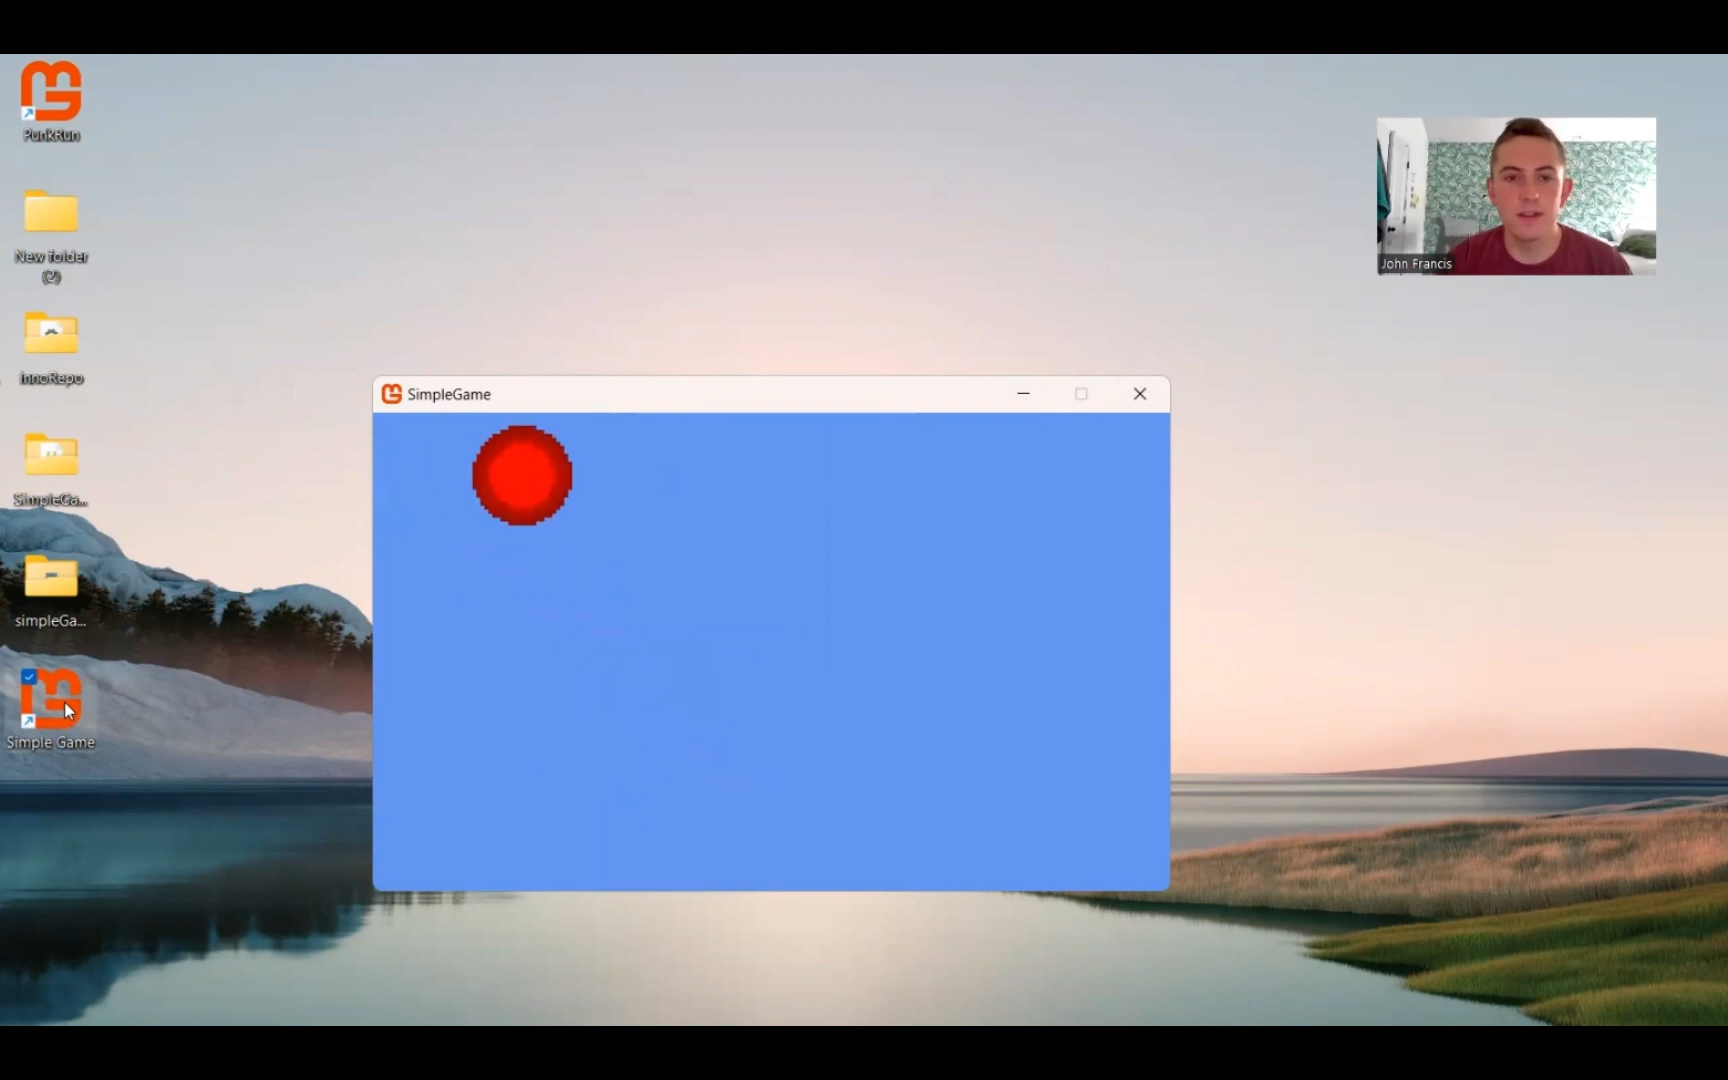 PunkRun
New folder
(2)
innoRepo
SimpleGa...
simpleGa...
Simple Game
SimpleGame
John Francis